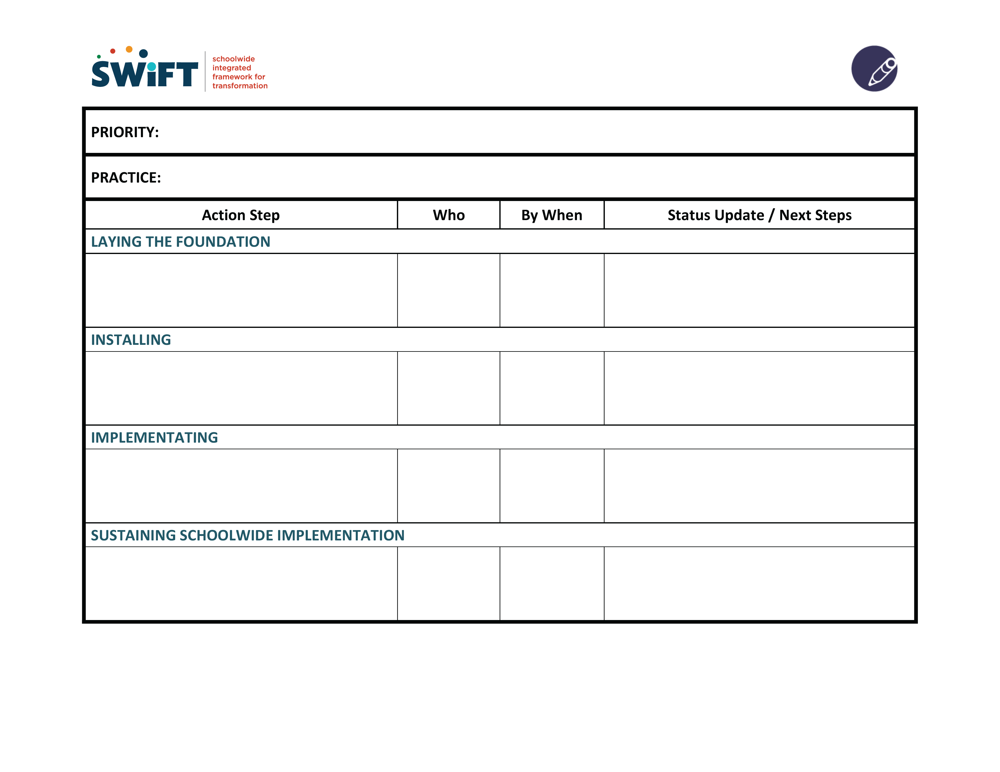 SWiFT
schoolwide
integrated
framework for
transformation
PRIORITY:
PRACTICE:
Action Step Who By When Status Update / Next Steps
LAYING THE FOUNDATION
INSTALLING
IMPLEMENTATING
SUSTAINING SCHOOLWIDE IMPLEMENTATION